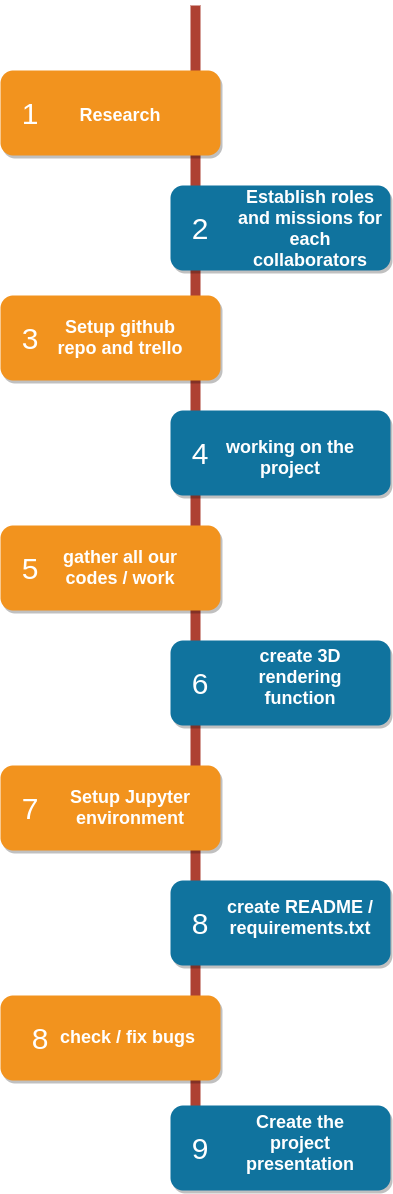 1
Research
2
Establish roles
and missions for
each
collaborators
3
Setup github
repo and trello
4
working on the
project
5
gather all our
codes / work
6
create 3D
rendering
function
7
Setup Jupyter
environment
8
create README /
requirements.txt
8
check / fix bugs
9
Create the
project
presentation